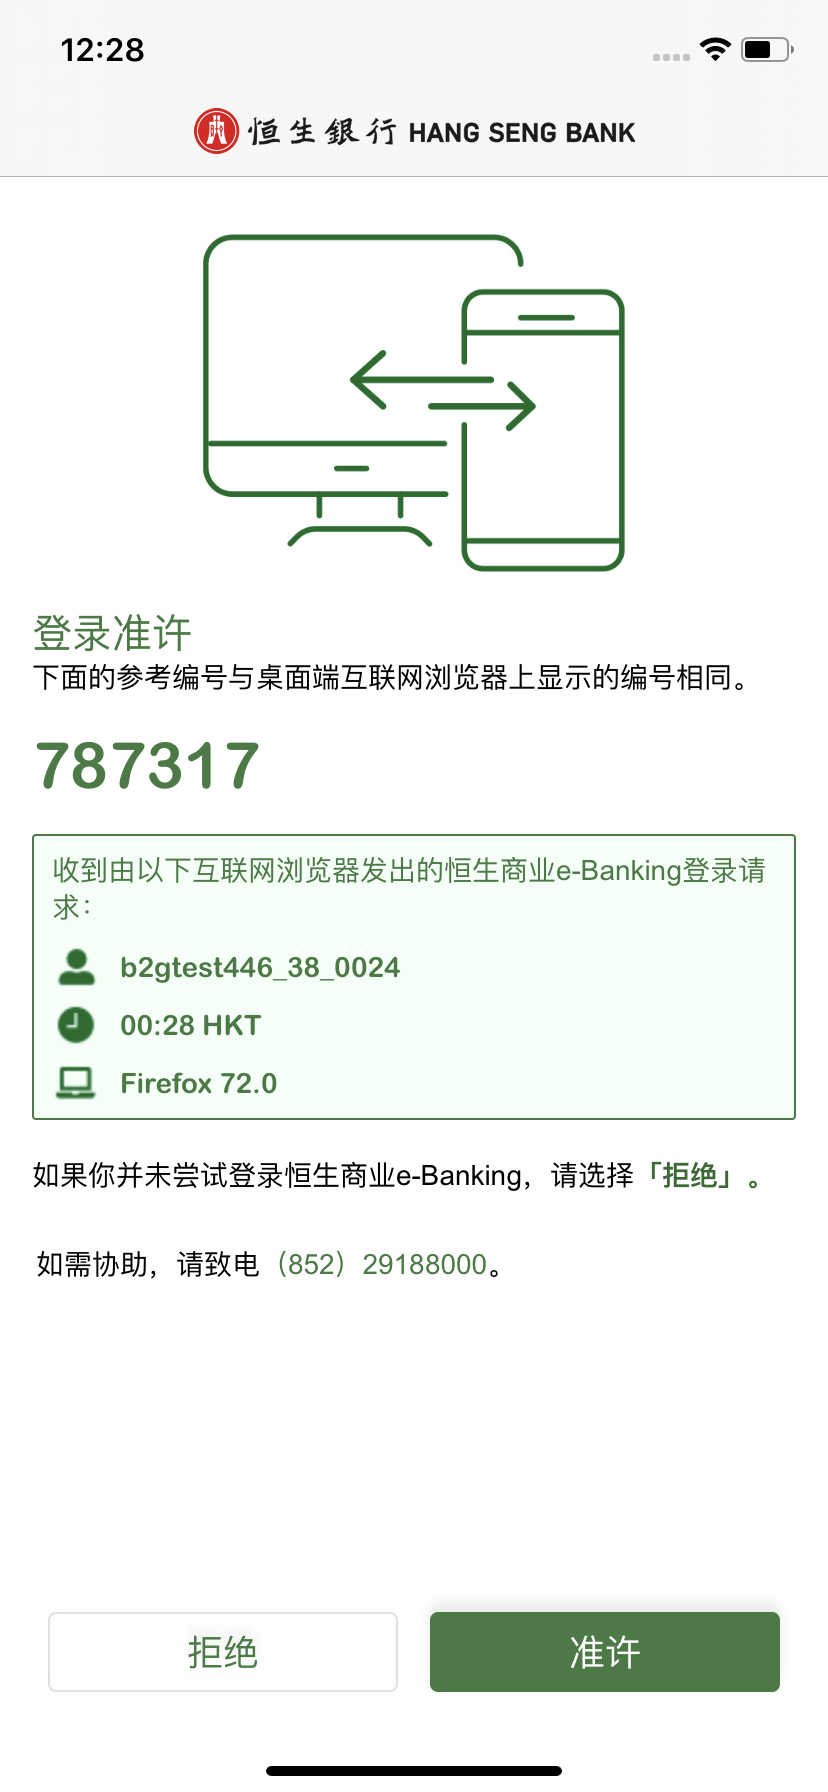 12:28
恒生銀行 HANG SENG BANK
登录准许
下面的参考编号与桌面端互联网浏览器上显示的编号相同。
787317
收到由以下互联网浏览器发出的恒生商业e-Banking登录请
求：
b2gtest446_38_0024
00:28 HKT
Firefox 72.0
如果你并未尝试登录恒生商业e-Banking，请选择「拒绝」。
如需协助，请致电（852）29188000。
拒绝
准许